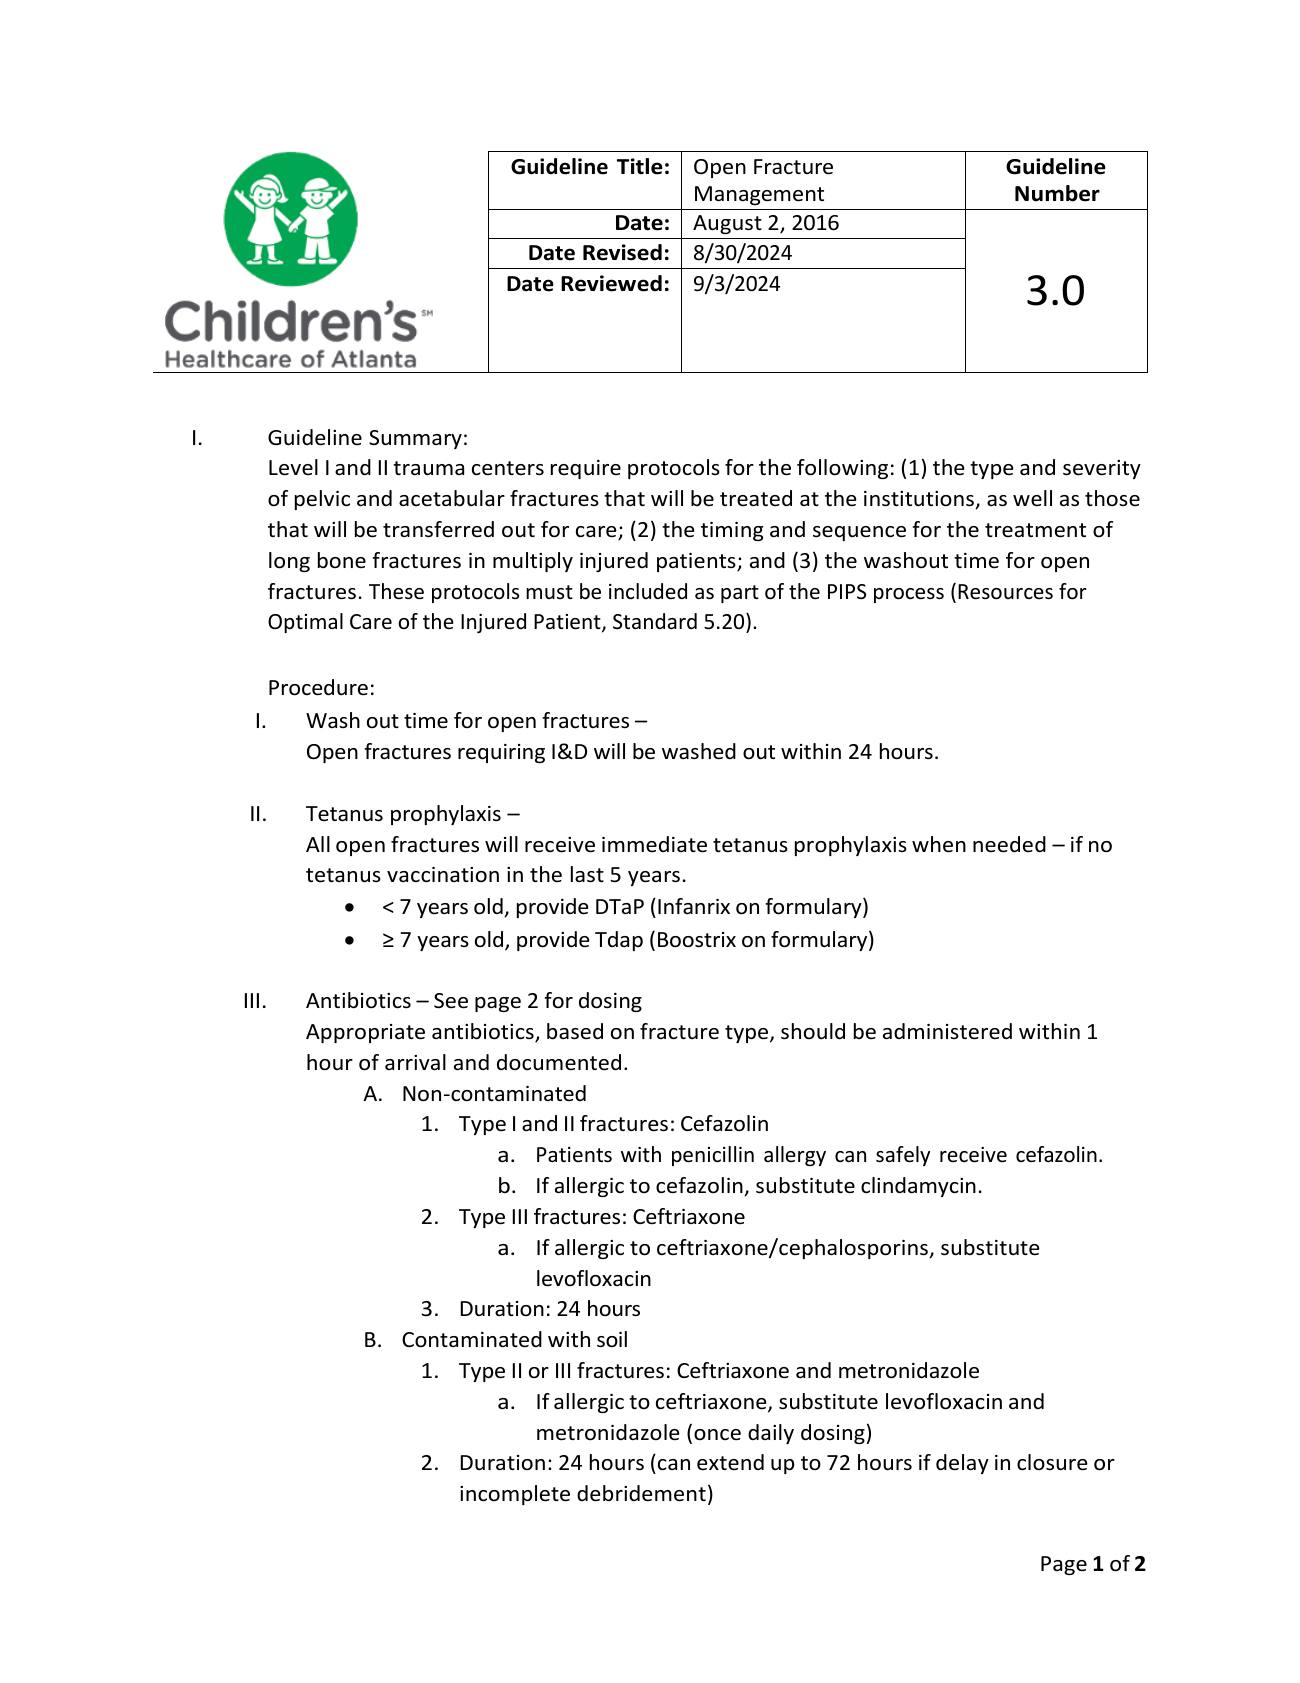 Children's℠
Healthcare of Atlanta
Guideline Title: Open Fracture
Management
Guideline
Number
Date: August 2, 2016
Date Revised: 8/30/2024
Date Reviewed: 9/3/2024
3.0
I. Guideline Summary:
Level I and II trauma centers require protocols for the following: (1) the type and severity
of pelvic and acetabular fractures that will be treated at the institutions, as well as those
that will be transferred out for care; (2) the timing and sequence for the treatment of
long bone fractures in multiply injured patients; and (3) the washout time for open
fractures. These protocols must be included as part of the PIPS process (Resources for
Optimal Care of the Injured Patient, Standard 5.20).
Procedure:
I. Wash out time for open fractures –
Open fractures requiring I&D will be washed out within 24 hours.
II. Tetanus prophylaxis –
All open fractures will receive immediate tetanus prophylaxis when needed – if no
tetanus vaccination in the last 5 years.
• < 7 years old, provide DTaP (Infanrix on formulary)
• ≥ 7 years old, provide Tdap (Boostrix on formulary)
III. Antibiotics – See page 2 for dosing
Appropriate antibiotics, based on fracture type, should be administered within 1
hour of arrival and documented.
A. Non-contaminated
1. Type I and II fractures: Cefazolin
a. Patients with penicillin allergy can safely receive cefazolin.
b. If allergic to cefazolin, substitute clindamycin.
2. Type III fractures: Ceftriaxone
a. If allergic to ceftriaxone/cephalosporins, substitute
levofloxacin
3. Duration: 24 hours
B. Contaminated with soil
1. Type II or III fractures: Ceftriaxone and metronidazole
a. If allergic to ceftriaxone, substitute levofloxacin and
metronidazole (once daily dosing)
2. Duration: 24 hours (can extend up to 72 hours if delay in closure or
incomplete debridement)
Page 1 of 2